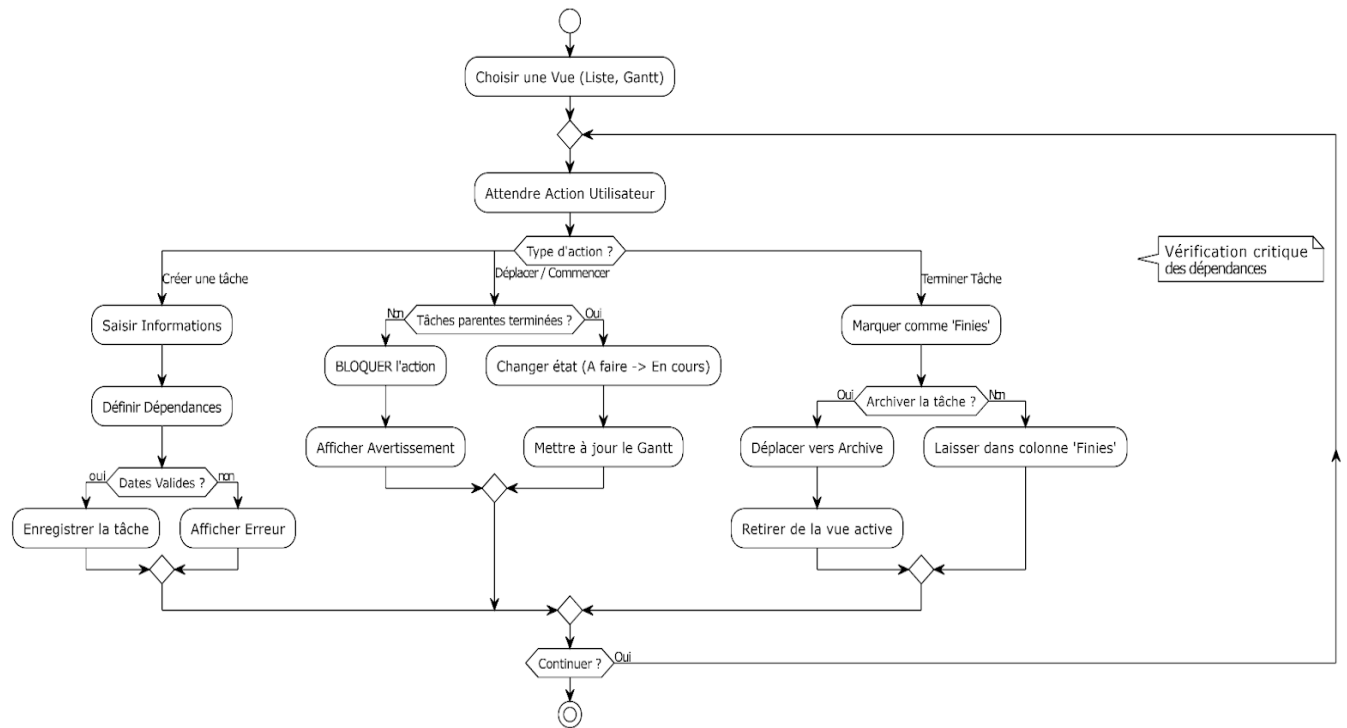 Choisir une Vue (Liste, Gantt)
Attendre Action Utilisateur
Type d'action ?
Créer une tâche
Saisir Informations
Définir Dépendances
Dates Valides ?
oui
non
Enregistrer la tâche
Afficher Erreur
Déplacer / Commencer
Tâches parentes terminées ?
Non
Oui
BLOQUER l'action
Afficher Avertissement
Changer état (A faire -> En cours)
Mettre à jour le Gantt
Terminer Tâche
Marquer comme 'Finies'
Archiver la tâche ?
Oui
Non
Déplacer vers Archive
Retirer de la vue active
Laisser dans colonne 'Finies'
Vérification critique
des dépendances
Continuer ?
Oui